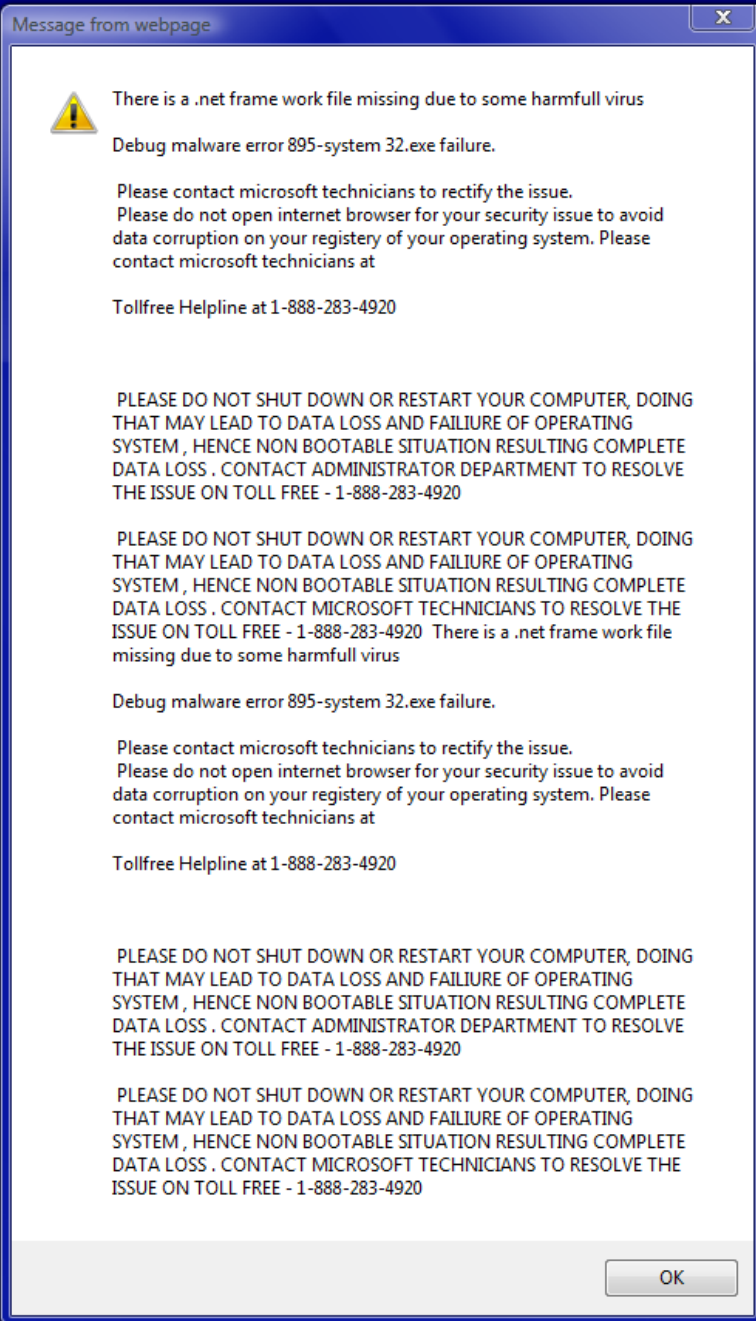 Message from webpage
There is a .net frame work file missing due to some harmfull virus
Debug malware error 895-system 32.exe failure.
Please contact microsoft technicians to rectify the issue.
Please do not open internet browser for your security issue to avoid
data corruption on your registery of your operating system. Please
contact microsoft technicians at
Tollfree Helpline at 1-888-283-4920
PLEASE DO NOT SHUT DOWN OR RESTART YOUR COMPUTER, DOING
THAT MAY LEAD TO DATA LOSS AND FAILIURE OF OPERATING
SYSTEM , HENCE NON BOOTABLE SITUATION RESULTING COMPLETE
DATA LOSS . CONTACT ADMINISTRATOR DEPARTMENT TO RESOLVE
THE ISSUE ON TOLL FREE - 1-888-283-4920
PLEASE DO NOT SHUT DOWN OR RESTART YOUR COMPUTER, DOING
THAT MAY LEAD TO DATA LOSS AND FAILIURE OF OPERATING
SYSTEM , HENCE NON BOOTABLE SITUATION RESULTING COMPLETE
DATA LOSS . CONTACT MICROSOFT TECHNICIANS TO RESOLVE THE
ISSUE ON TOLL FREE - 1-888-283-4920  There is a .net frame work file
missing due to some harmfull virus
Debug malware error 895-system 32.exe failure.
Please contact microsoft technicians to rectify the issue.
Please do not open internet browser for your security issue to avoid
data corruption on your registery of your operating system. Please
contact microsoft technicians at
Tollfree Helpline at 1-888-283-4920
PLEASE DO NOT SHUT DOWN OR RESTART YOUR COMPUTER, DOING
THAT MAY LEAD TO DATA LOSS AND FAILIURE OF OPERATING
SYSTEM , HENCE NON BOOTABLE SITUATION RESULTING COMPLETE
DATA LOSS . CONTACT ADMINISTRATOR DEPARTMENT TO RESOLVE
THE ISSUE ON TOLL FREE - 1-888-283-4920
PLEASE DO NOT SHUT DOWN OR RESTART YOUR COMPUTER, DOING
THAT MAY LEAD TO DATA LOSS AND FAILIURE OF OPERATING
SYSTEM , HENCE NON BOOTABLE SITUATION RESULTING COMPLETE
DATA LOSS . CONTACT MICROSOFT TECHNICIANS TO RESOLVE THE
ISSUE ON TOLL FREE - 1-888-283-4920
OK